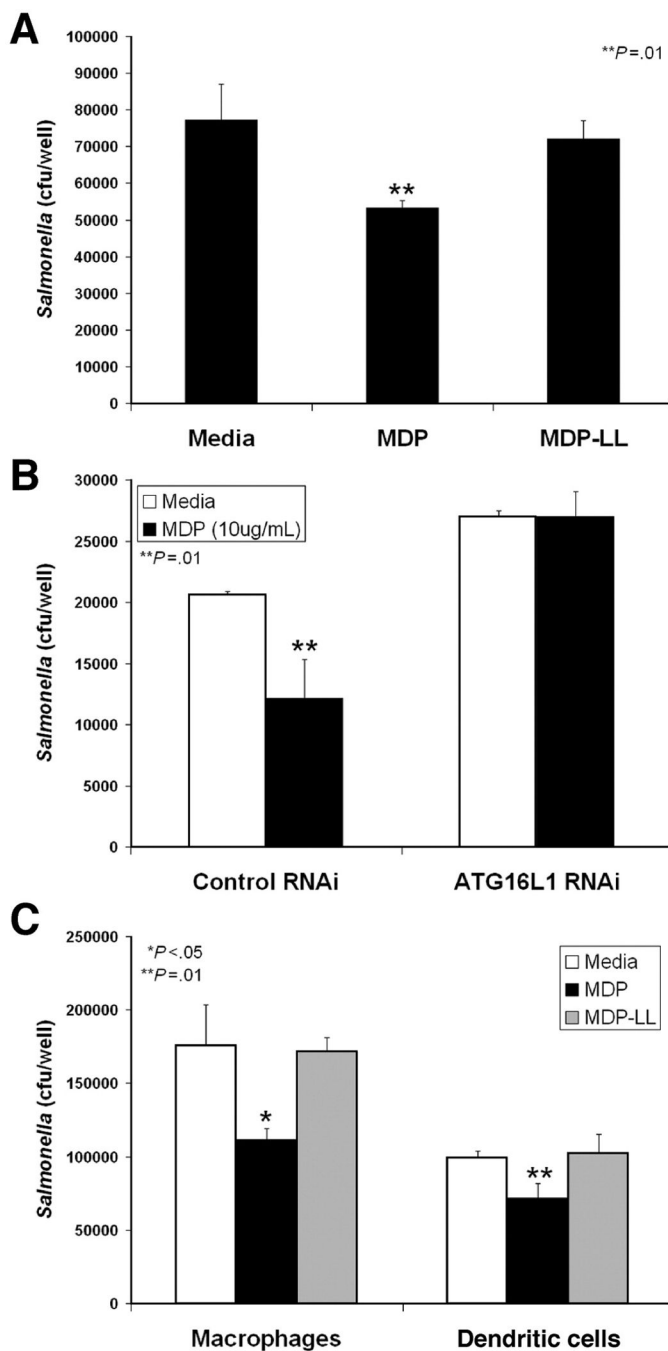 A
**P=.01
Salmonella (cfu/well)
100000
90000
80000
70000
60000
50000
40000
30000
20000
10000
0
**
Media MDP MDP-LL
B
Media
MDP (10ug/mL)
**P=.01
Salmonella (cfu/well)
30000
25000
20000
15000
10000
5000
0
**
Control RNAi ATG16L1 RNAi
C
*P<.05
**P=.01
Media
MDP
MDP-LL
Salmonella (cfu/well)
250000
200000
150000
100000
50000
0
*
**
Macrophages Dendritic cells